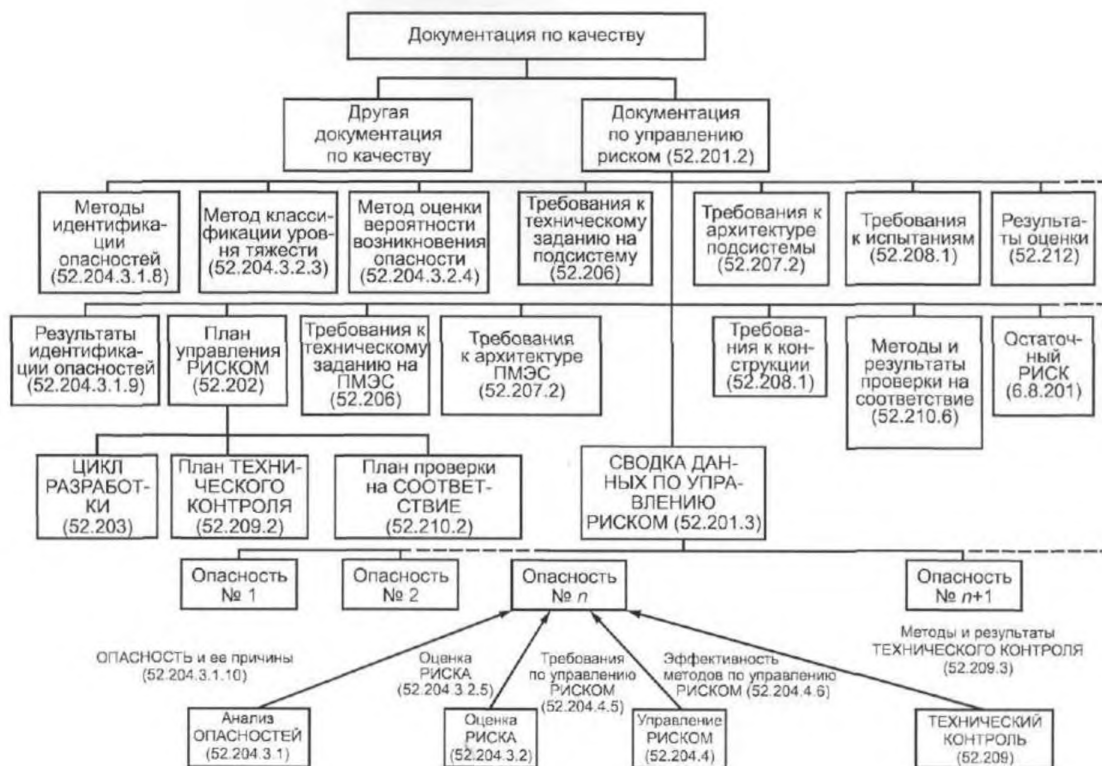 Документация по качеству
Другая
документация
по качеству
Документация
по управлению
риском (52.201.2)
Методы
идентифика-
ции
опасностей
(52.204.3.1.8)
Метод класси-
фикации уров-
ня тяжести
(52.204.3.2.3)
Метод оценки
вероятности
возникновения
опасности
(52.204.3.2.4)
Требования к
техническому
заданию на
подсистему
(52.206)
Требования к
архитектуре
подсистемы
(52.207.2)
Требования
к испытаниям
(52.208.1)
Результа-
ты оценки
(52.212)
Результаты
идентифика-
ции опасностей
(52.204.3.1.9)
План
управления
РИСКОМ
(52.202)
Требования к
техническому
заданию на
ПМЭС
(52.206)
Требования
к архитектуре
ПМЭС
(52.207.2)
Требова-
ния к кон-
струкции
(52.208.1)
Методы и
результаты
проверки на
соответствие
(52.210.6)
Остаточ-
ный
РИСК
(6.8.201)
ЦИКЛ
РАЗРАБОТ-
КИ
(52.203)
План ТЕХНИ-
ЧЕСКОГО
КОНТРОЛЯ
(52.209.2)
План проверки
на СООТВЕТ-
СТВИЕ
(52.210.2)
СВОДКА ДАН-
НЫХ ПО УПРА-
ВЛЕНИЮ
РИСКОМ (52.201.3)
Опасность
№ 1
Опасность
№ 2
Опасность
№ n
Опасность
№ n+1
ОПАСНОСТЬ и ее причины
(52.204.3.1.10)
Оценка
РИСКА
(52.204.3 2.5)
Требования
по управлению
РИСКОМ
(52.204.4.5)
Эффективность
методов по управлению
РИСКОМ (52.204.4.6)
Методы и результаты
ТЕХНИЧЕСКОГО КОНТРОЛЯ
(52.209.3)
Анализ
ОПАСНОСТЕЙ
(52.204.3.1)
Оценка
РИСКА
(52.204.3.2)
Управление
РИСКОМ
(52.204.4)
ТЕХНИЧЕСКИЙ
КОНТРОЛЬ
(52.209)